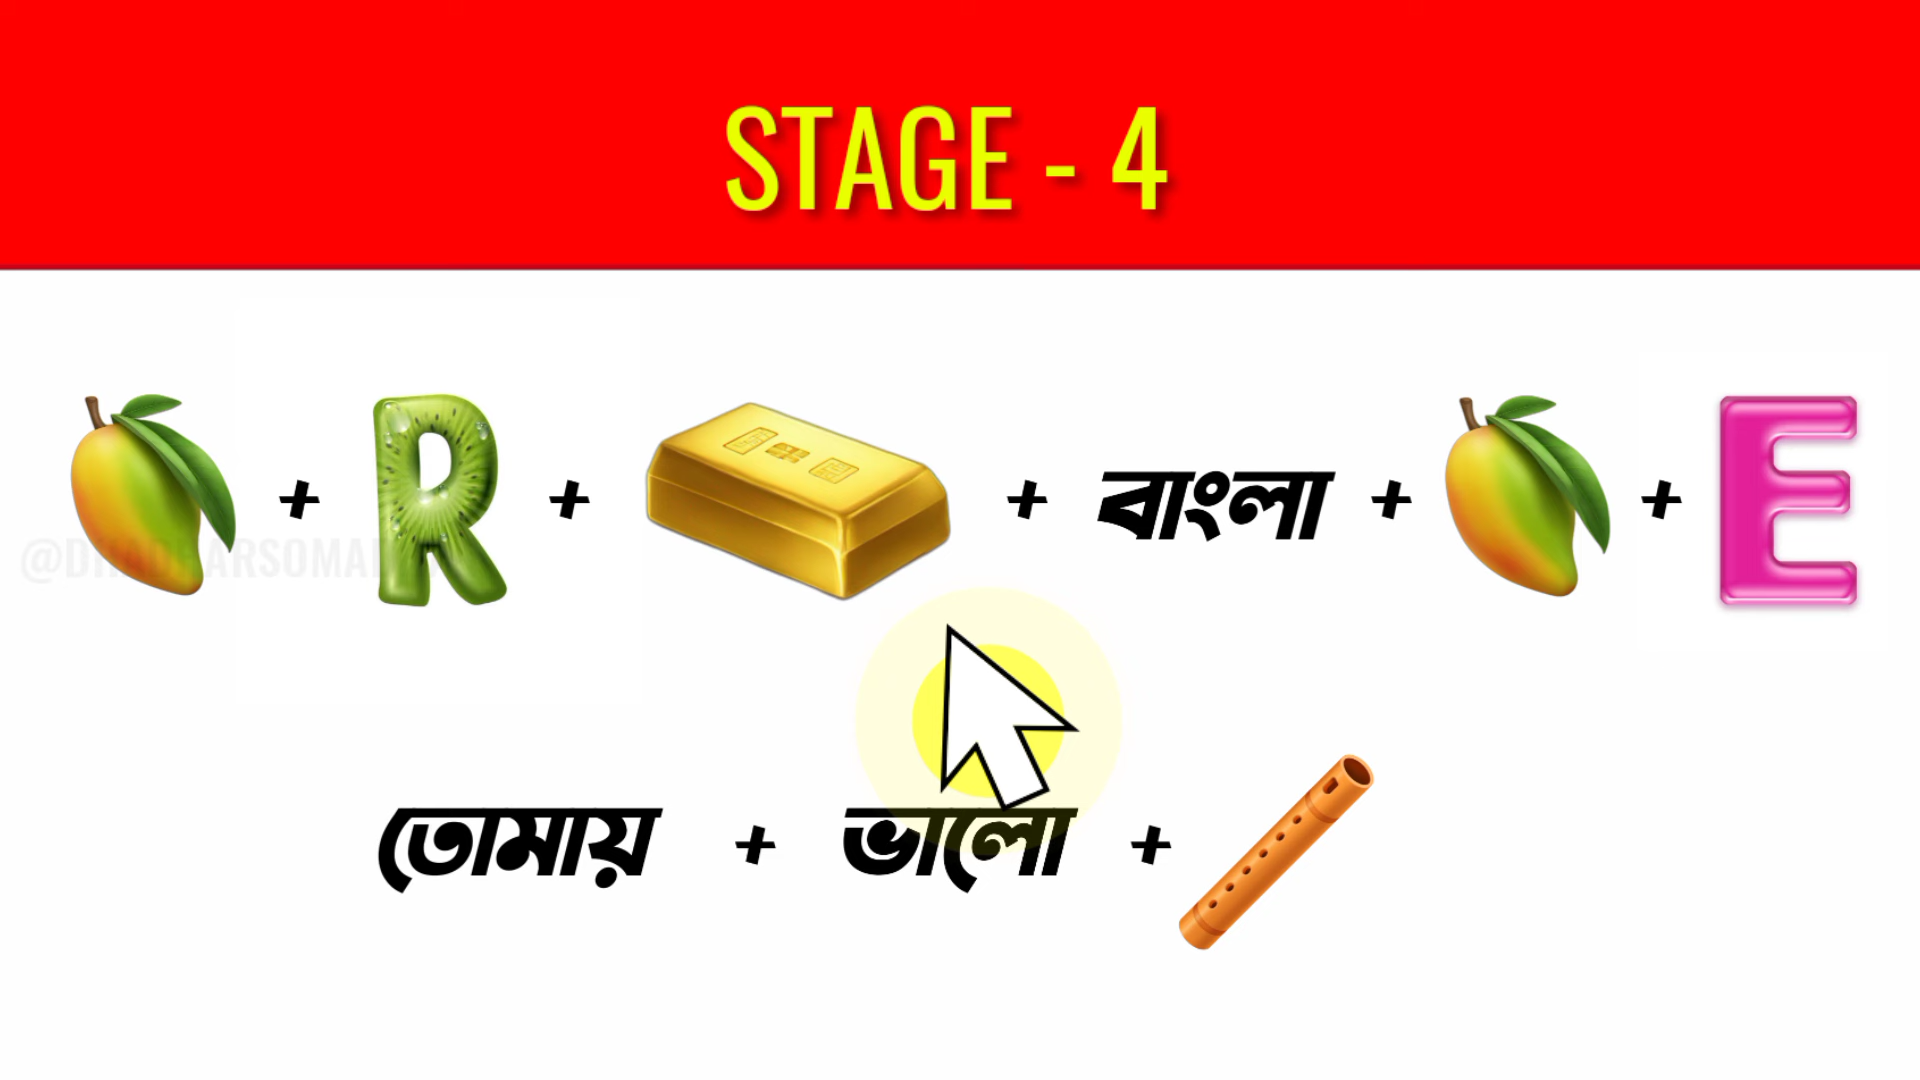 STAGE - 4
+ R + + বাংলা + + E
তোমায় + ভালো +